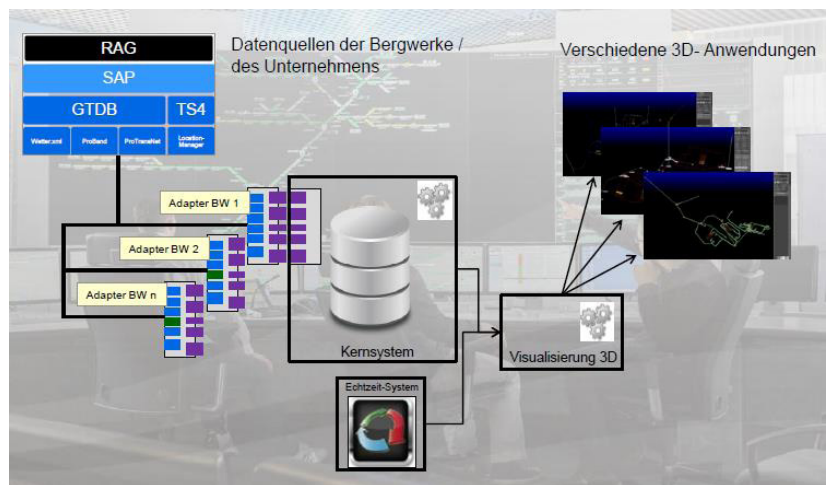 RAG
SAP
GTDB TS4
Wetter.xml ProBand ProTransNet Location-
Manager
Datenquellen der Bergwerke /
des Unternehmens
Verschiedene 3D- Anwendungen
Adapter BW 1
Adapter BW 2
Adapter BW n
Kernsystem
Visualisierung 3D
Echtzeit-System